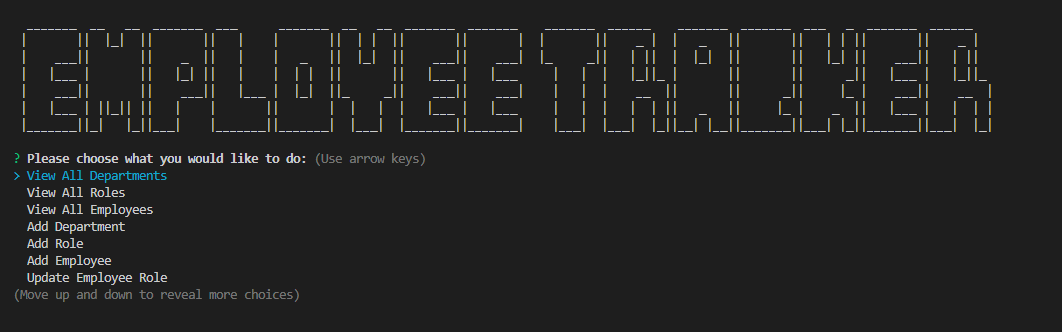 EMPLOYEE TRACKER
? Please choose what you would like to do: (Use arrow keys)
> View All Departments
View All Roles
View All Employees
Add Department
Add Role
Add Employee
Update Employee Role
(Move up and down to reveal more choices)